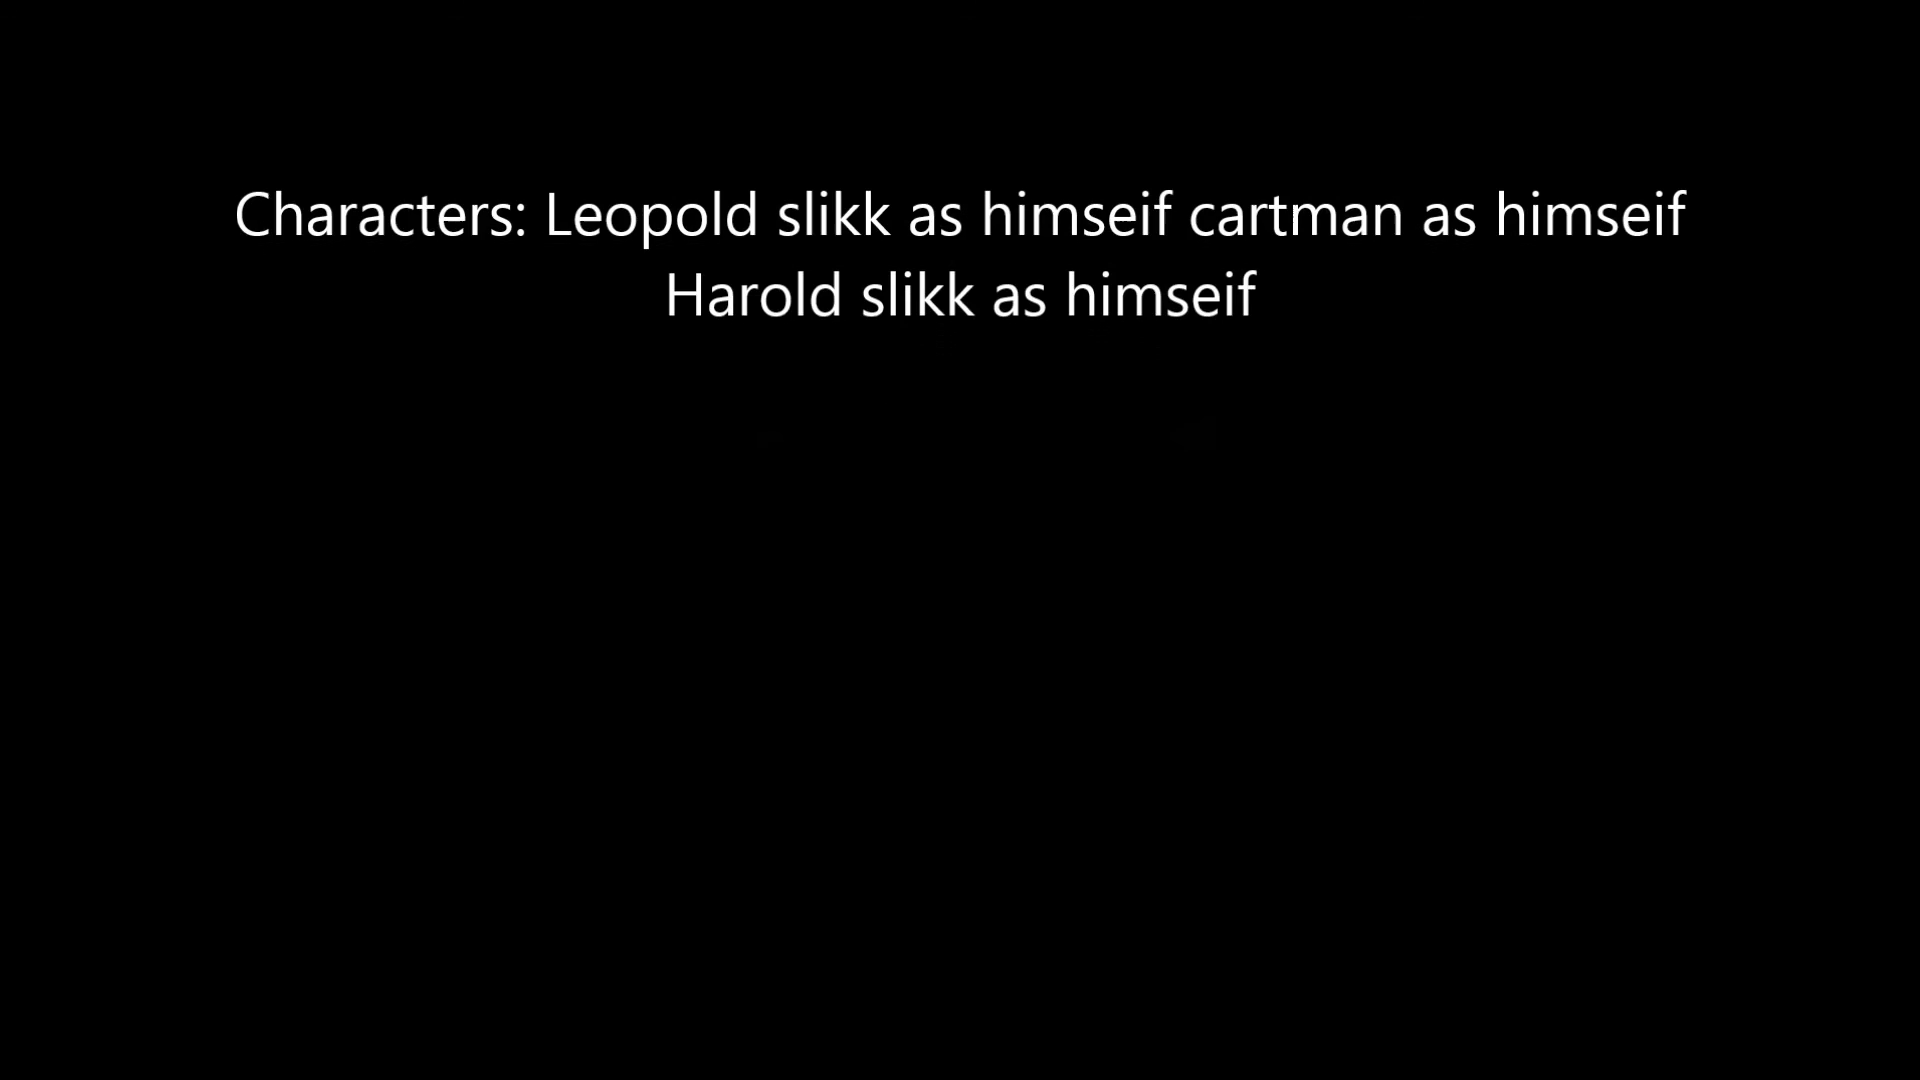 Characters: Leopold slikk as himseif cartman as himseif
Harold slikk as himseif